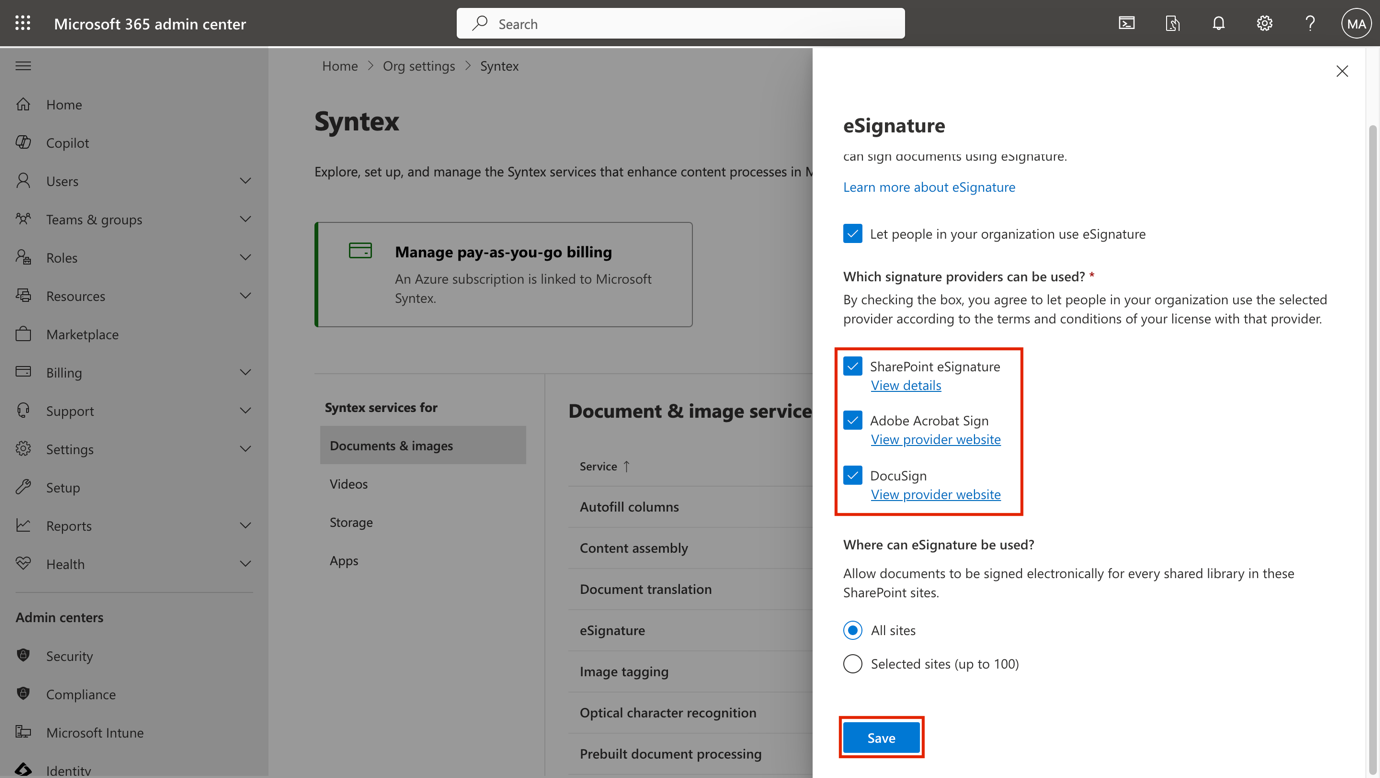 Microsoft 365 admin center
Search
MA
Home
Copilot
Users
Teams & groups
Roles
Resources
Marketplace
Billing
Support
Settings
Setup
Reports
Health
Admin centers
Security
Compliance
Microsoft Intune
Identity
Home > Org settings > Syntex
Syntex
Explore, set up, and manage the Syntex services that enhance content processes in M
Manage pay-as-you-go billing
An Azure subscription is linked to Microsoft
Syntex.
Syntex services for
Documents & images
Videos
Storage
Apps
Document & image service
Service ↑
Autofill columns
Content assembly
Document translation
eSignature
Image tagging
Optical character recognition
Prebuilt document processing
eSignature
can sign documents using eSignature.
Learn more about eSignature
Let people in your organization use eSignature
Which signature providers can be used? *
By checking the box, you agree to let people in your organization use the selected
provider according to the terms and conditions of your license with that provider.
SharePoint eSignature
View details
Adobe Acrobat Sign
View provider website
DocuSign
View provider website
Where can eSignature be used?
Allow documents to be signed electronically for every shared library in these
SharePoint sites.
All sites
Selected sites (up to 100)
Save